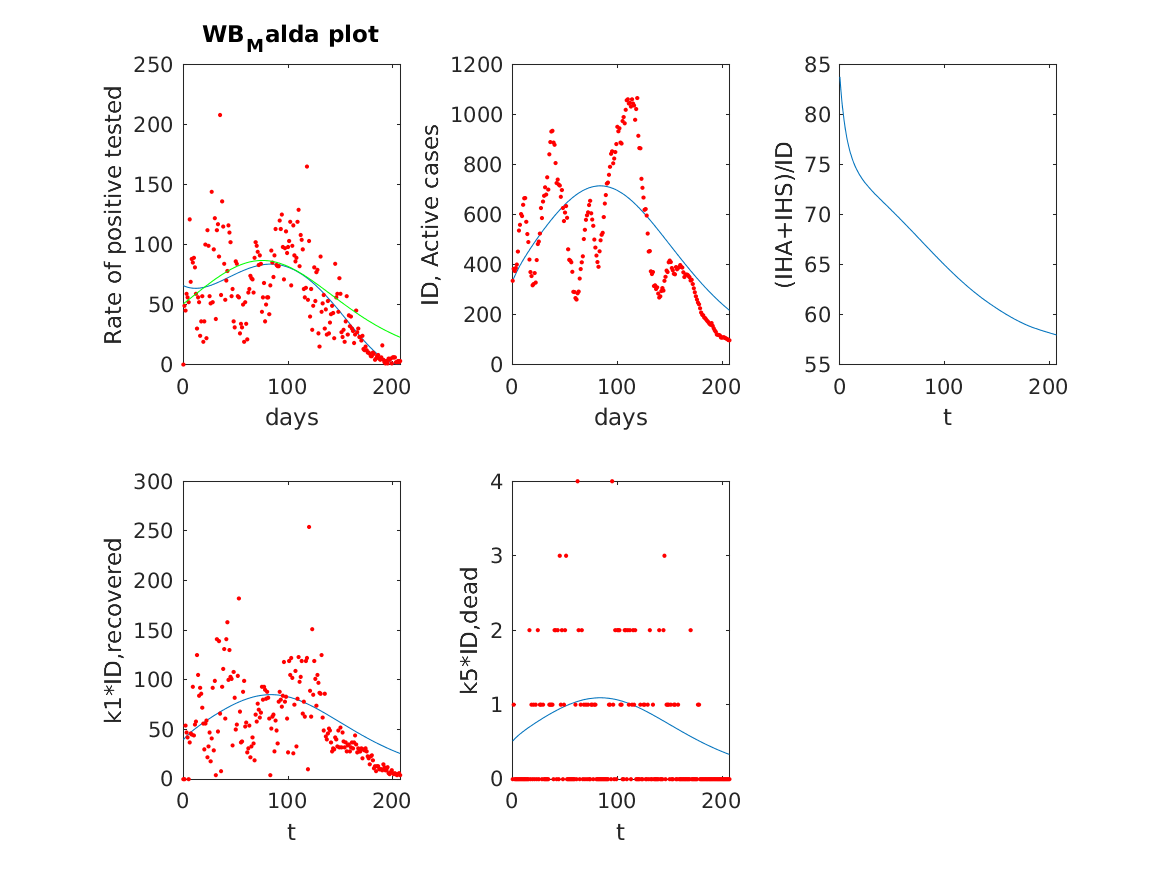 WB_Malda plot
250
200
150
100
50
0
Rate of positive tested
0 100 200
days
1200
1000
800
600
400
200
0
ID, Active cases
0 100 200
days
85
80
75
70
65
60
55
(IHA+IHS)/ID
0 100 200
t
300
250
200
150
100
50
0
k1*ID,recovered
0 100 200
t
4
3
2
1
0
k5*ID,dead
0 100 200
t